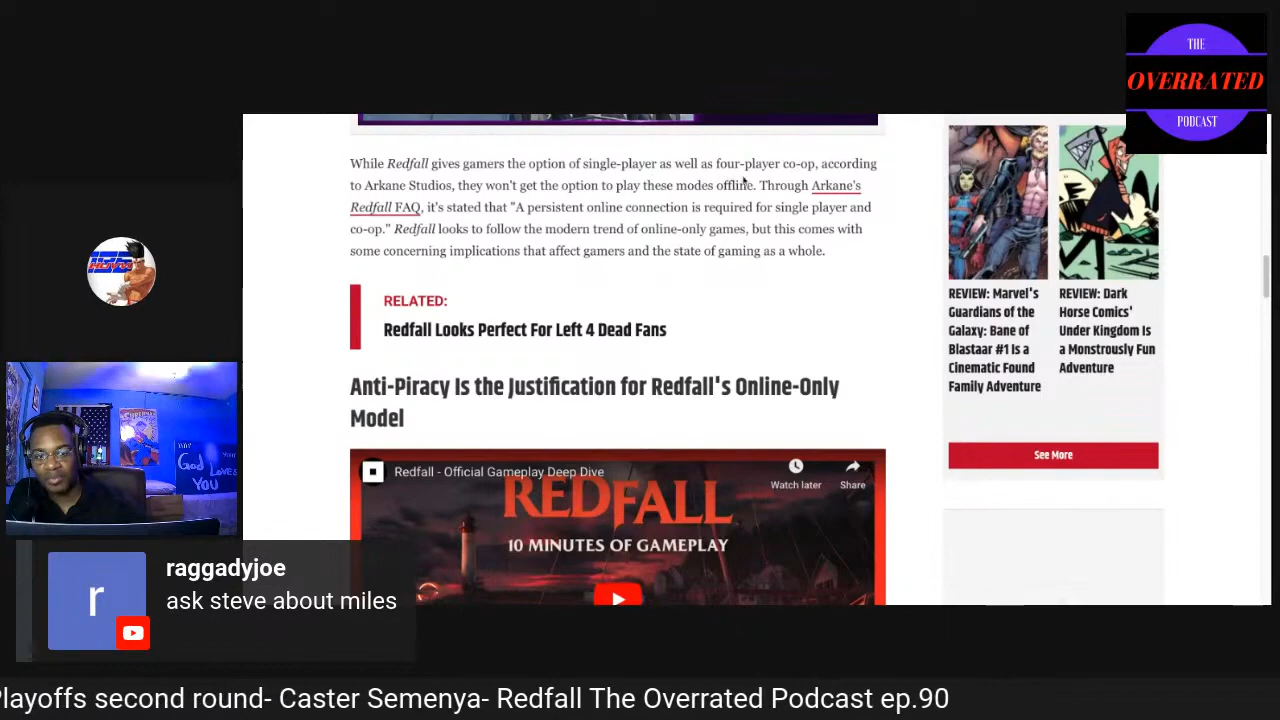 THE
OVERRATED
PODCAST
While Redfall gives gamers the option of single-player as well as four-player co-op, according
to Arkane Studios, they won't get the option to play these modes offline. Through Arkane's
Redfall FAQ, it's stated that "A persistent online connection is required for single player and
co-op." Redfall looks to follow the modern trend of online-only games, but this comes with
some concerning implications that affect gamers and the state of gaming as a whole.
RELATED:
Redfall Looks Perfect For Left 4 Dead Fans
Anti-Piracy Is the Justification for Redfall's Online-Only
Model
Redfall - Official Gameplay Deep Dive
Watch later
Share
REDFALL
10 MINUTES OF GAMEPLAY
REVIEW: Marvel's
Guardians of the
Galaxy: Bane of
Blastaar #1 Is a
Cinematic Found
Family Adventure
REVIEW: Dark
Horse Comics'
Under Kingdom Is
a Monstrously Fun
Adventure
See More
SUPERMAN
God Loves
YOU
r
raggadyjoe
ask steve about miles
Playoffs second round- Caster Semenya- Redfall The Overrated Podcast ep.90